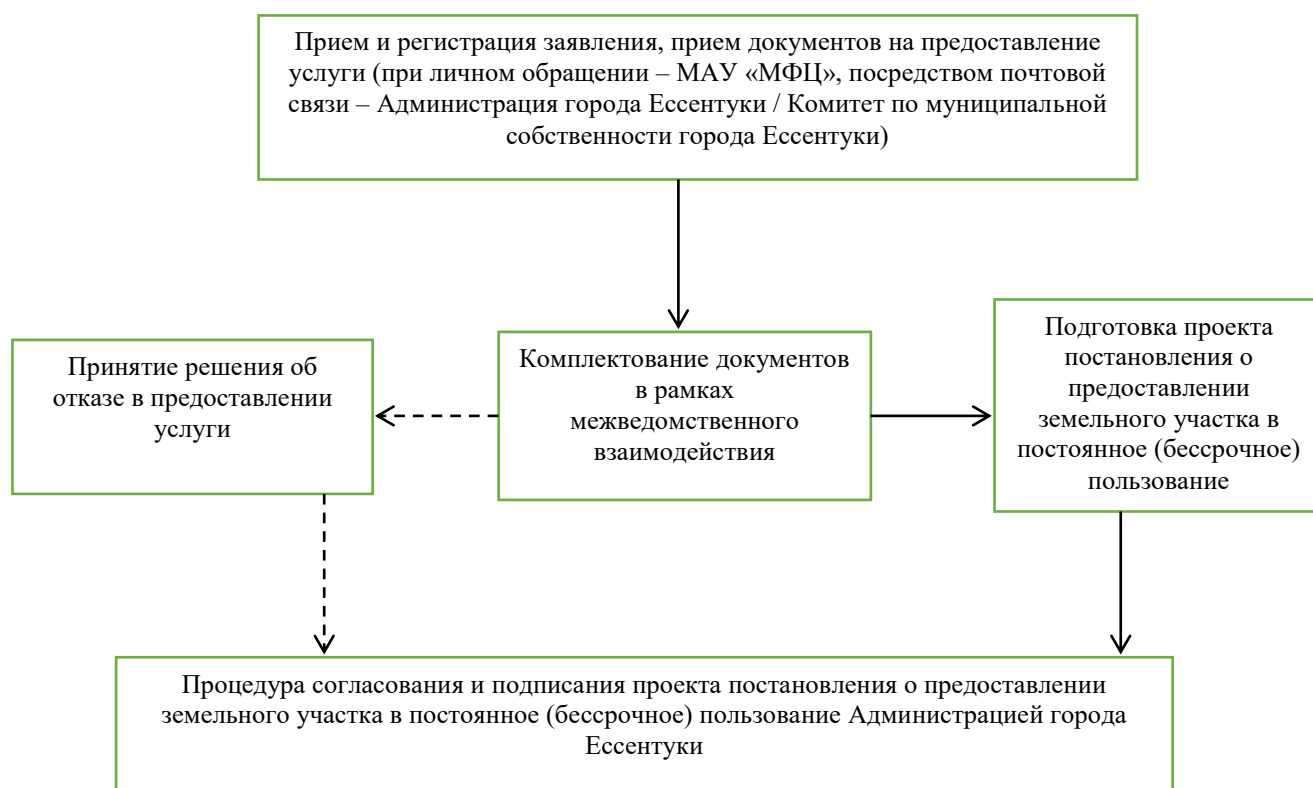 Прием и регистрация заявления, прием документов на предоставление
услуги (при личном обращении – МАУ «МФЦ», посредством почтовой
связи – Администрация города Ессентуки / Комитет по муниципальной
собственности города Ессентуки)
Принятие решения об
отказе в предоставлении
услуги
Комплектование документов
в рамках
межведомственного
взаимодействия
Подготовка проекта
постановления о
предоставлении
земельного участка в
постоянное (бессрочное)
пользование
Процедура согласования и подписания проекта постановления о предоставлении
земельного участка в постоянное (бессрочное) пользование Администрацией города
Ессентуки